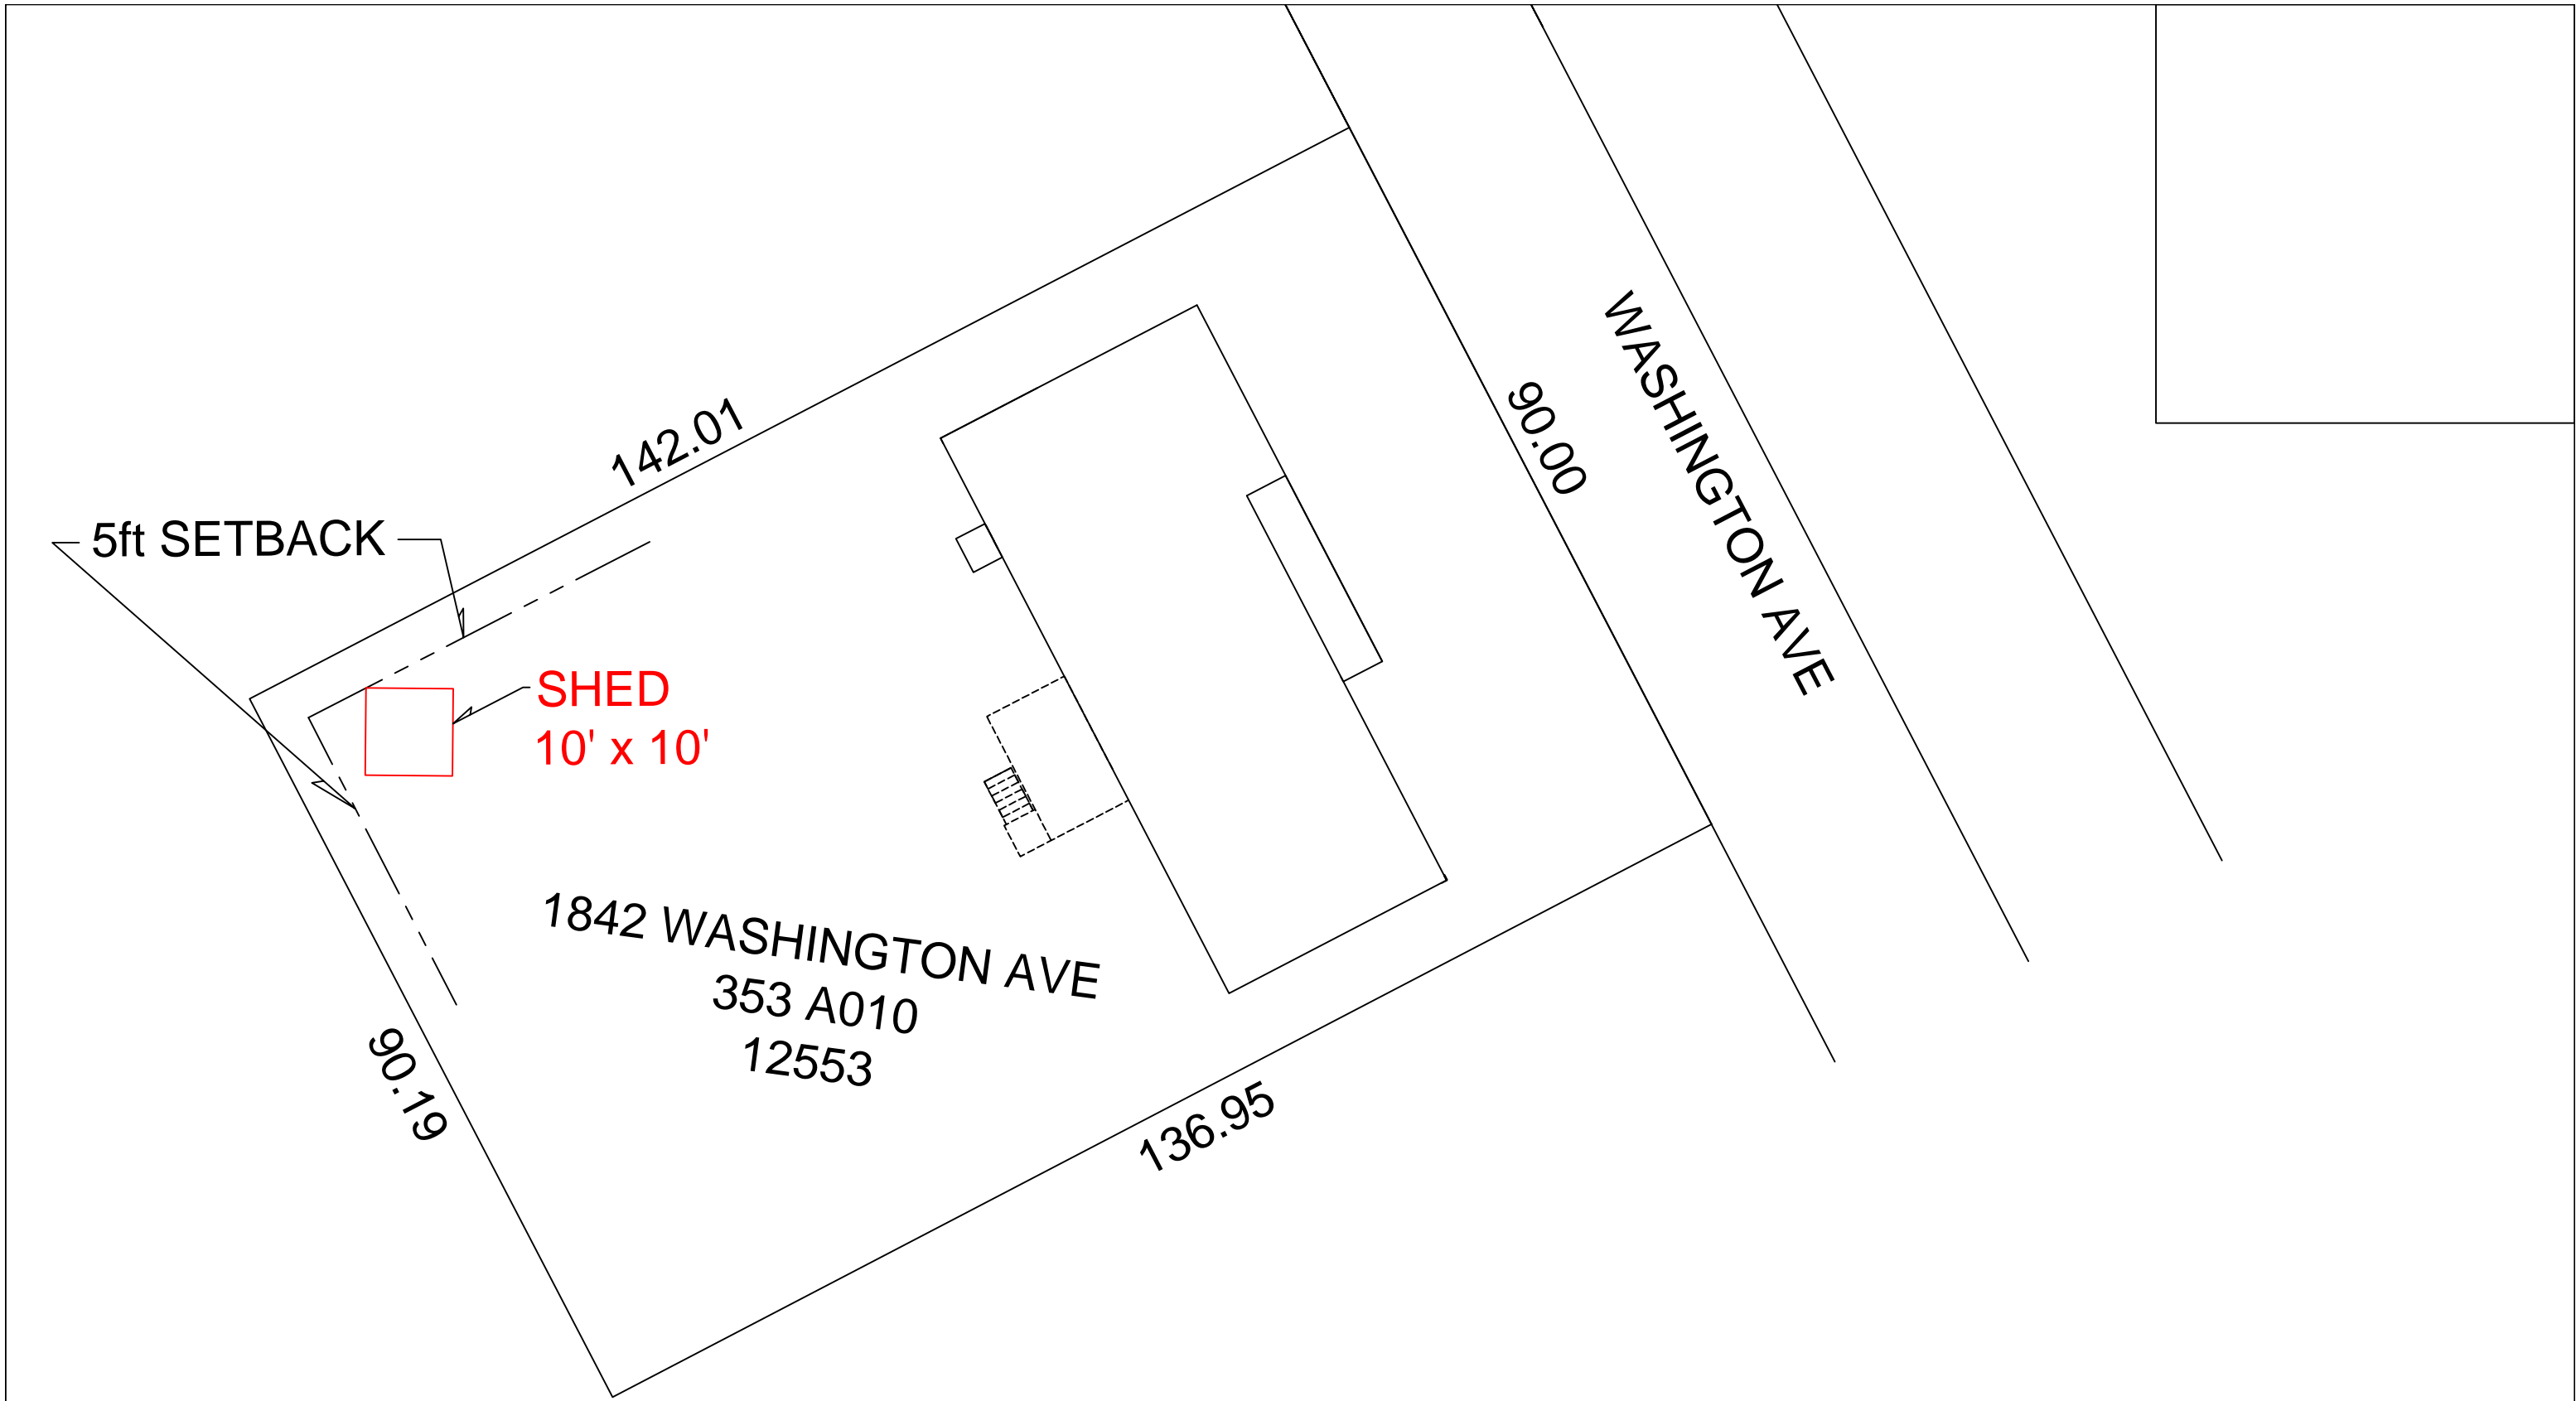 142.01
5ft SETBACK
SHED
10' x 10'
90.00
WASHINGTON AVE
1842 WASHINGTON AVE
353 A010
12553
90.19
136.95